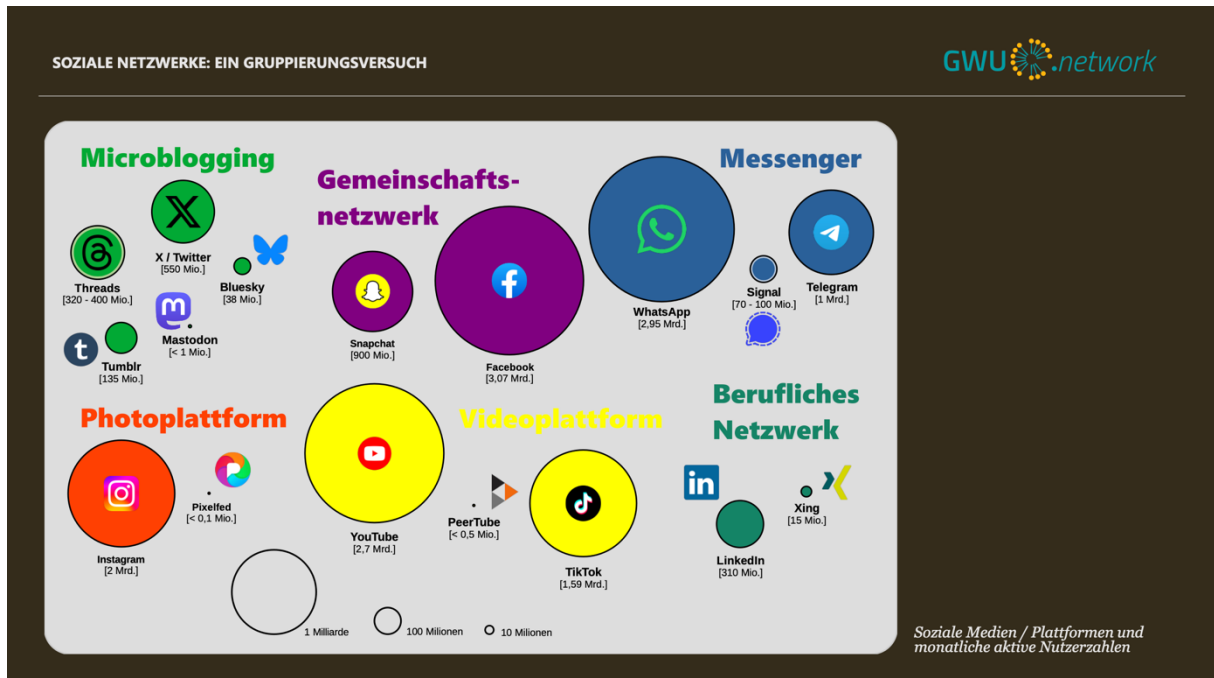 SOZIALE NETZWERKE: EIN GRUPPIERUNGSVERSUCH
GWU .network
Microblogging
X / Twitter
[550 Mio.]
Threads
[320 - 400 Mio.]
Bluesky
[38 Mio.]
Mastodon
[< 1 Mio.]
Tumblr
[135 Mio.]
Gemeinschafts-
netzwerk
Snapchat
[900 Mio.]
Facebook
[3,07 Mrd.]
Messenger
WhatsApp
[2,95 Mrd.]
Signal
[70 - 100 Mio.]
Telegram
[1 Mrd.]
Photoplattform
Instagram
[2 Mrd.]
Pixelfed
[< 0,1 Mio.]
Videoplattform
YouTube
[2,7 Mrd.]
PeerTube
[< 0,5 Mio.]
TikTok
[1,59 Mrd.]
Berufliches
Netzwerk
in
LinkedIn
[310 Mio.]
Xing
[15 Mio.]
1 Milliarde
100 Milionen
10 Milionen
Soziale Medien / Plattformen und
monatliche aktive Nutzerzahlen